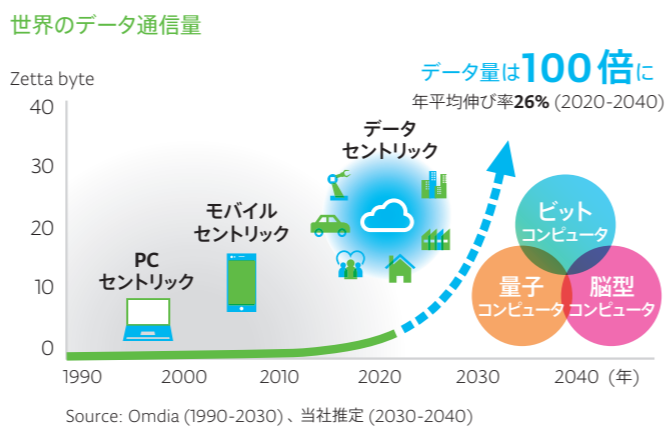 世界のデータ通信量
データ量は100倍に
年平均伸び率26% (2020-2040)
Zetta byte
40
30
20
10
0
データ
セントリック
モバイル
セントリック
PC
セントリック
ビット
コンピュータ
量子
コンピュータ
脳型
コンピュータ
1990 2000 2010 2020 2030 2040 (年)
Source: Omdia (1990-2030) 、当社推定 (2030-2040)